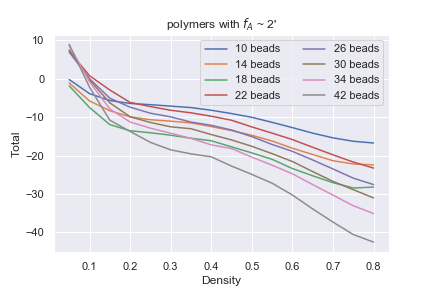 polymers with f_A ~ 2'
10
0
−10
−20
−30
−40
Total
10 beads
14 beads
18 beads
22 beads
26 beads
30 beads
34 beads
42 beads
0.1 0.2 0.3 0.4 0.5 0.6 0.7 0.8
Density